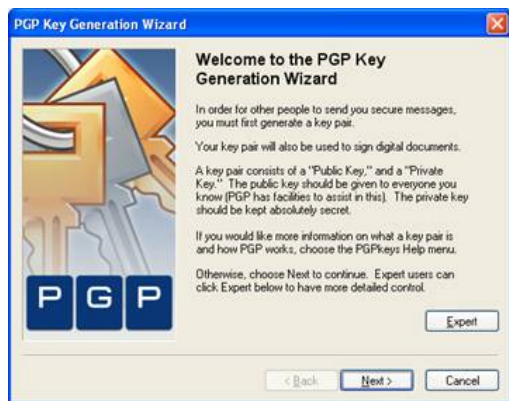 PGP Key Generation Wizard
Welcome to the PGP Key
Generation Wizard
In order for other people to send you secure messages,
you must first generate a key pair.
Your key pair will also be used to sign digital documents.
A key pair consists of a "Public Key," and a "Private
Key." The public key should be given to everyone you
know (PGP has facilities to assist in this). The private key
should be kept absolutely secret.
If you would like more information on what a key pair is
and how PGP works, choose the PGPkeys Help menu.
Otherwise, choose Next to continue. Expert users can
click Expert below to have more detailed control.
PGP
Expert
< Back Next > Cancel